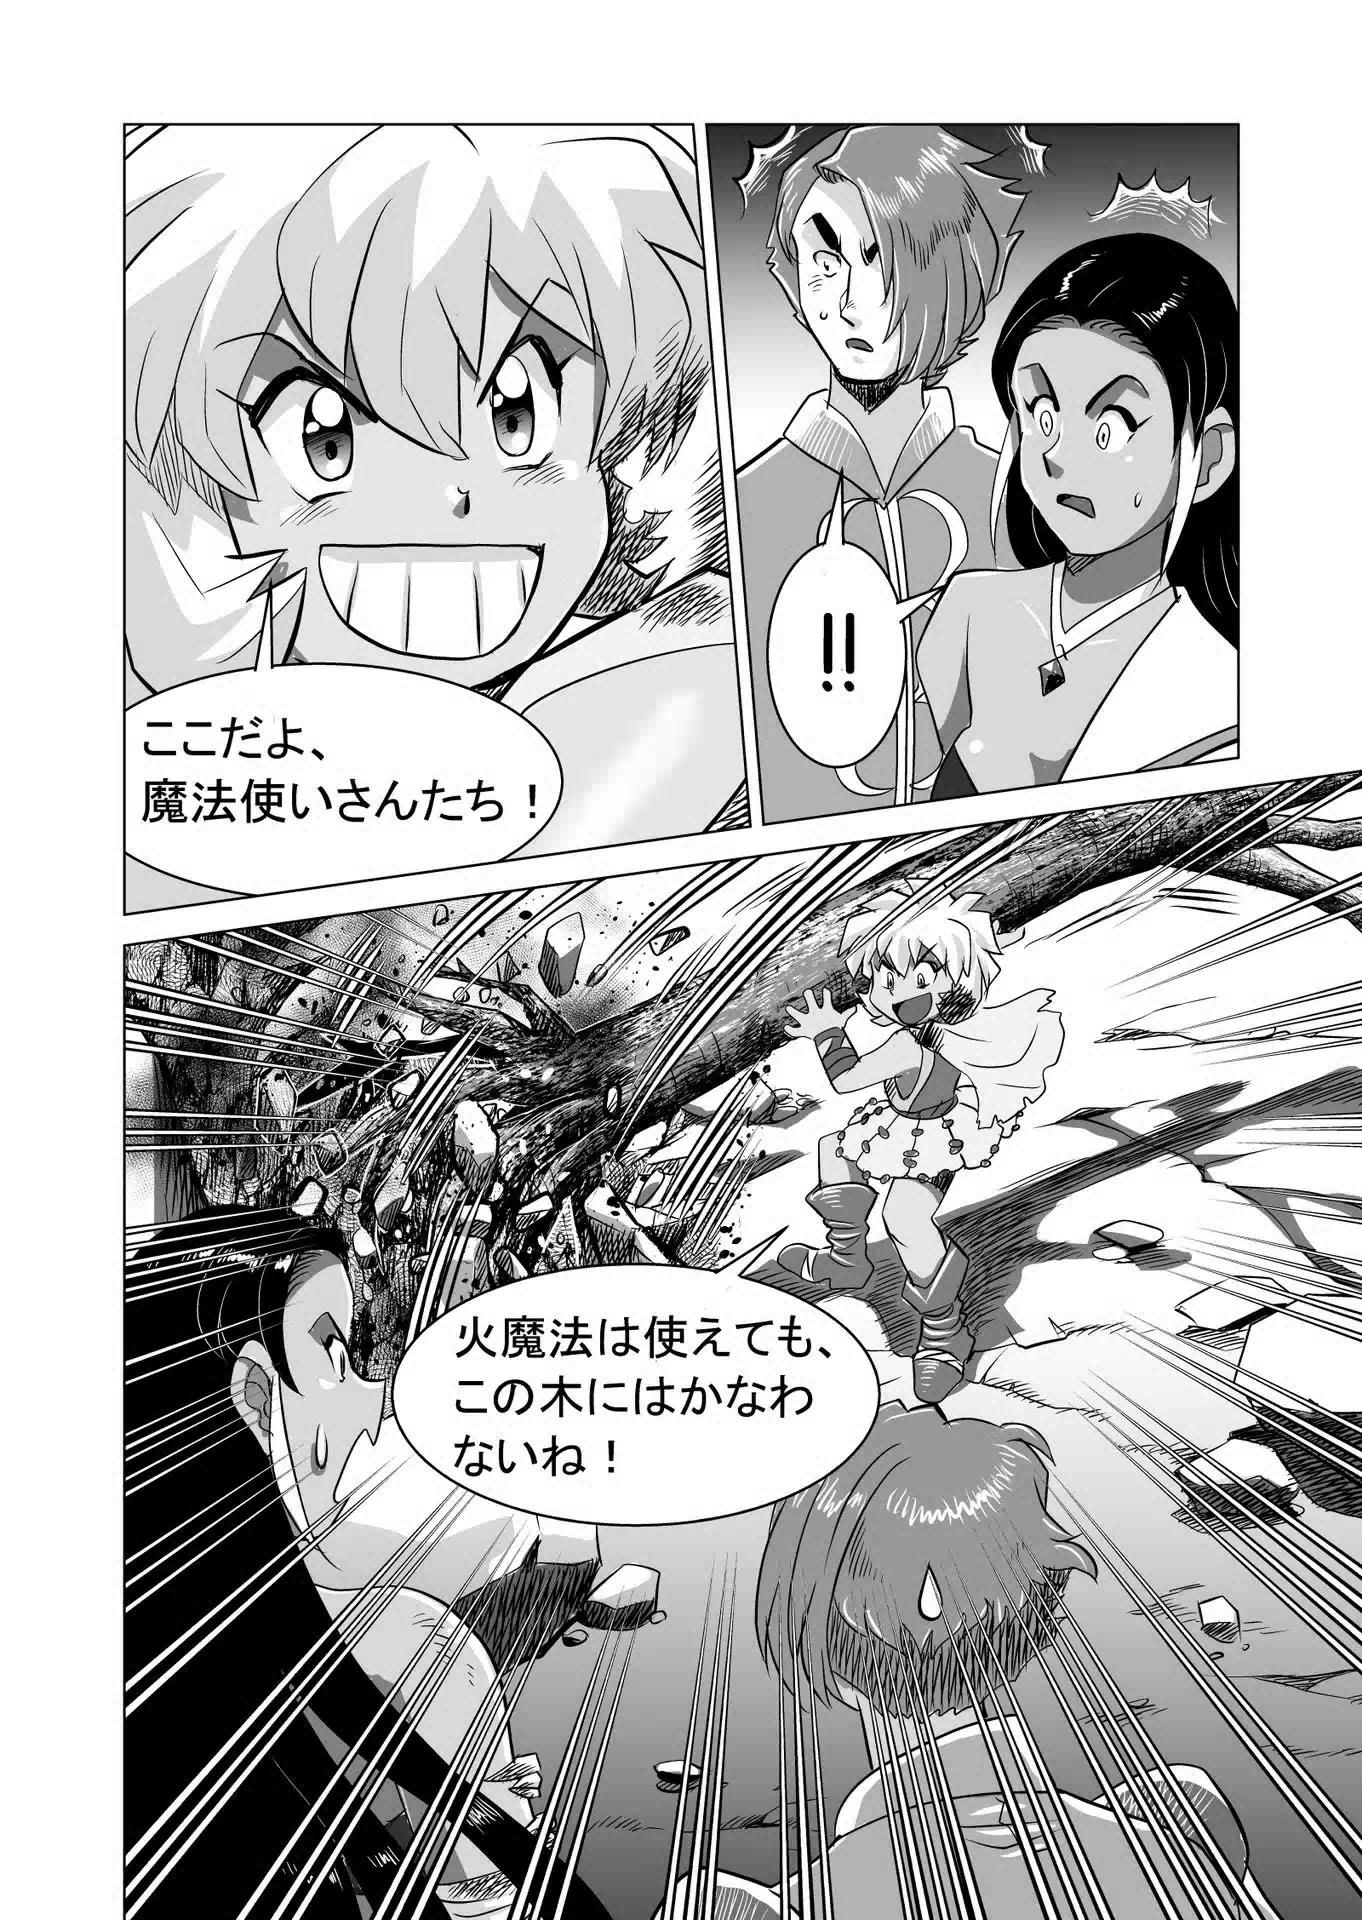 !!
ここだよ、
魔法使いさんたち！
火魔法は使えても、
この木にはかなわ
ないね！